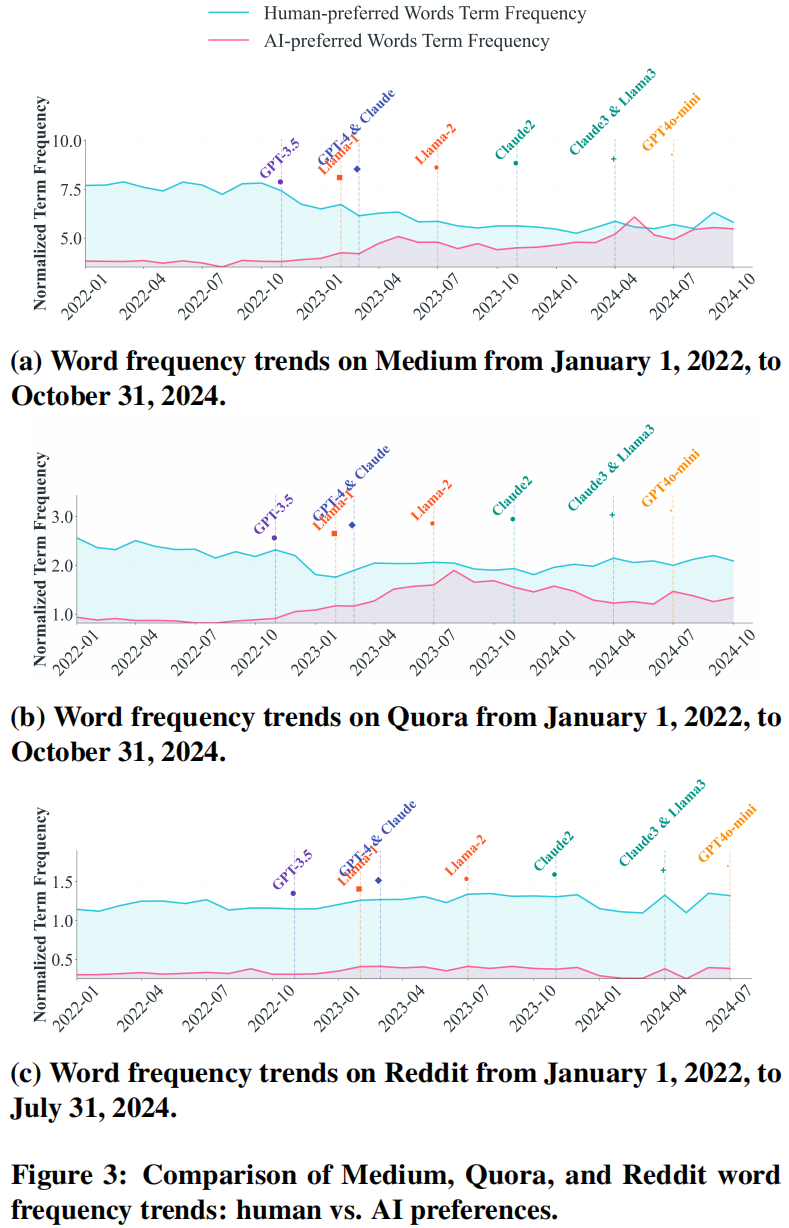 Human-preferred Words Term Frequency
AI-preferred Words Term Frequency
Normalized Term Frequency
10.0
7.5
5.0
GPT-3.5
Llama-1
GPT-4 & Claude
Llama-2
Claude2
Claude3 & Llama3
GPT4o-mini
2022-01
2022-04
2022-07
2022-10
2023-01
2023-04
2023-07
2023-10
2024-01
2024-04
2024-07
2024-10
(a) Word frequency trends on Medium from January 1, 2022, to
October 31, 2024.
Normalized Term Frequency
3.0
2.0
1.0
GPT-3.5
Llama-1
GPT-4 & Claude
Llama-2
Claude2
Claude3 & Llama3
GPT4o-mini
2022-01
2022-04
2022-07
2022-10
2023-01
2023-04
2023-07
2023-10
2024-01
2024-04
2024-07
2024-10
(b) Word frequency trends on Quora from January 1, 2022, to
October 31, 2024.
Normalized Term Frequency
1.5
1.0
0.5
GPT-3.5
Llama-1
GPT-4 & Claude
Llama-2
Claude2
Claude3 & Llama3
GPT4o-mini
2022-01
2022-04
2022-07
2022-10
2023-01
2023-04
2023-07
2023-10
2024-01
2024-04
2024-07
(c) Word frequency trends on Reddit from January 1, 2022, to
July 31, 2024.
Figure 3: Comparison of Medium, Quora, and Reddit word
frequency trends: human vs. AI preferences.